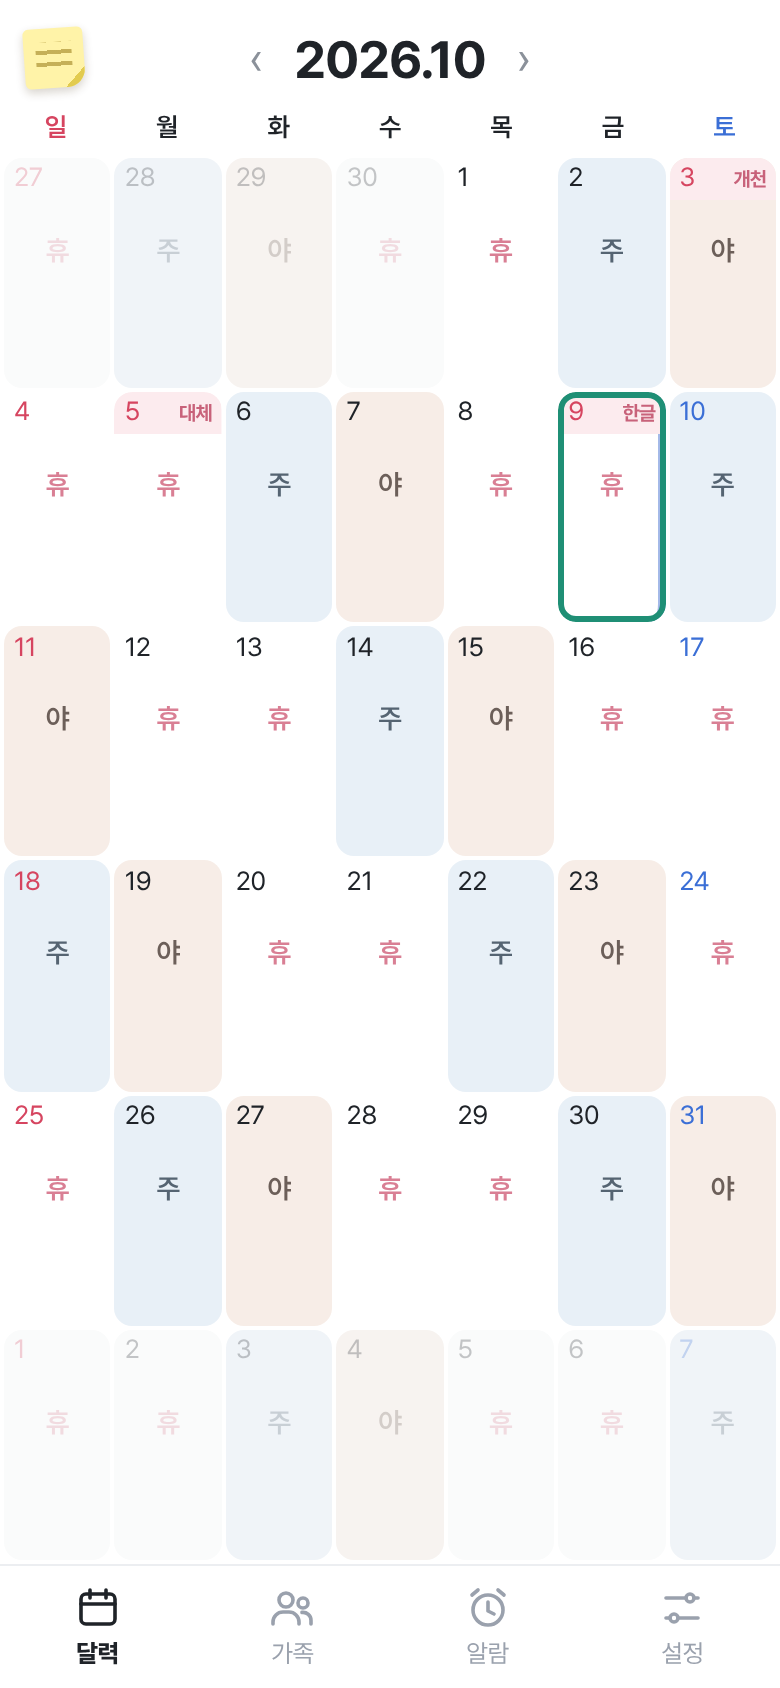 ‹ 2026.10 ›
일 월 화 수 목 금 토
27 28 29 30 1 2 3 개천
휴 주 야 휴 휴 주 야
4 5 대체 6 7 8 9 한글 10
휴 휴 주 야 휴 휴 주
11 12 13 14 15 16 17
야 휴 휴 주 야 휴 휴
18 19 20 21 22 23 24
주 야 휴 휴 주 야 휴
25 26 27 28 29 30 31
휴 주 야 휴 휴 주 야
1 2 3 4 5 6 7
휴 휴 주 야 휴 휴 주
달력 가족 알람 설정